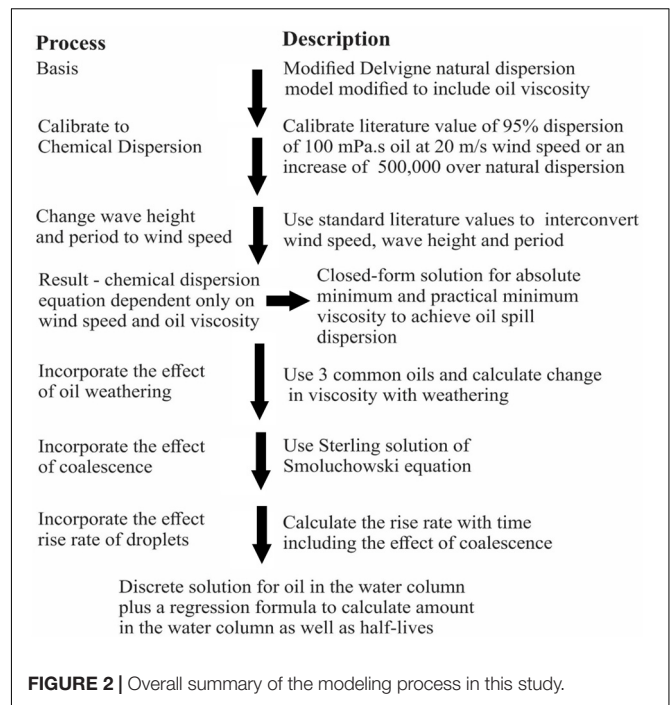 Process
Description
Basis
Modified Delvigne natural dispersion
model modified to include oil viscosity
Calibrate to
Chemical Dispersion
Calibrate literature value of 95% dispersion
of 100 mPa.s oil at 20 m/s wind speed or an
increase of 500,000 over natural dispersion
Change wave height
and period to wind speed
Use standard literature values to interconvert
wind speed, wave height and period
Result - chemical dispersion
equation dependent only on
wind speed and oil viscosity
Closed-form solution for absolute
minimum and practical minimum
viscosity to achieve oil spill
dispersion
Incorporate the effect
of oil weathering
Use 3 common oils and calculate change
in viscosity with weathering
Incorporate the effect
of coalescence
Use Sterling solution of
Smoluchowski equation
Incorporate the effect
rise rate of droplets
Calculate the rise rate with time
including the effect of coalescence
Discrete solution for oil in the water column
plus a regression formula to calculate amount
in the water column as well as half-lives
FIGURE 2 | Overall summary of the modeling process in this study.